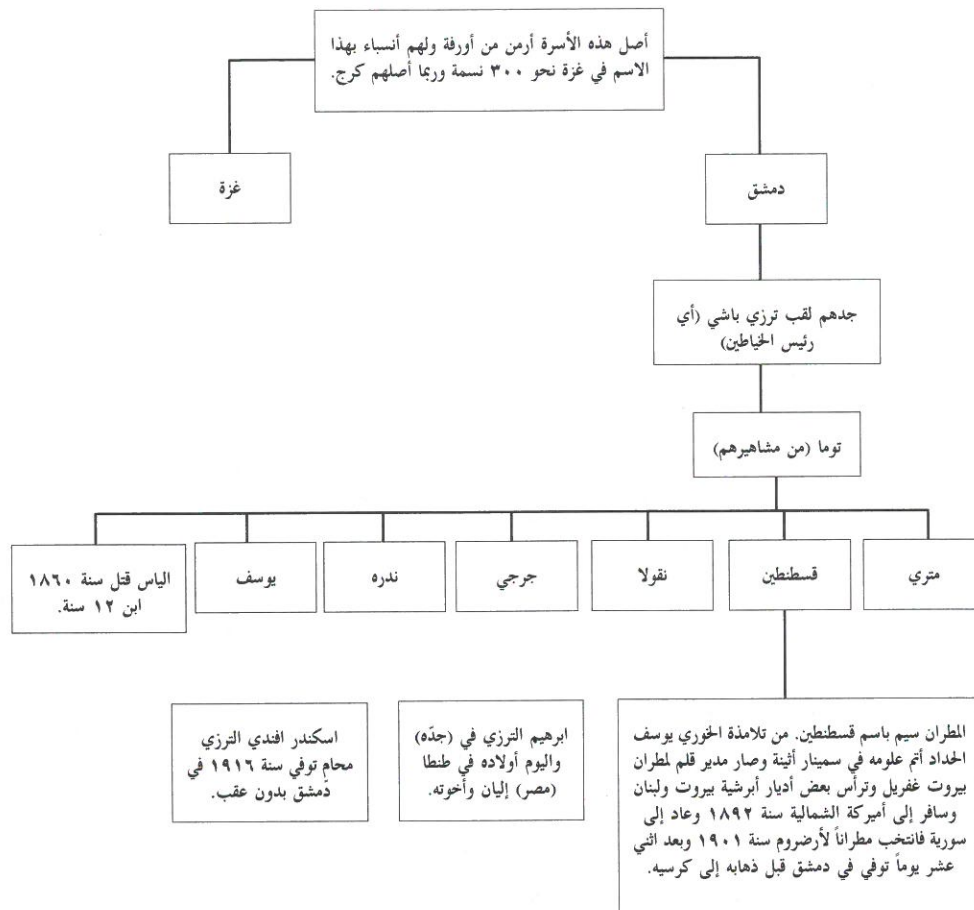 أصل هذه الأسرة أرمن من أورفة ولهم أنسباء بهذا
الاسم في غزة نحو ٣٠٠ نسمة وربما أصلهم كرج.
دمشق
غزة
جدهم لقب ترزي باشي (أي
رئيس الخياطين)
توما (من مشاهيرهم)
متري
قسطنطين
نقولا
جرجي
ندره
يوسف
الياس قتل سنة ١٨٦٠
ابن ١٢ سنة.
المطران سيم باسم قسطنطين. من تلامذة الخوري يوسف
الحداد أتم علومه في سمينار أثينة وصار مدير قلم لمطران
بيروت غفريل وترأس بعض أديار أبرشية بيروت ولبنان
وسافر إلى أميركة الشمالية سنة ١٨٩٢ وعاد إلى
سورية فانتخب مطراناً لأرضروم سنة ١٩٠١ وبعد اثني
عشر يوماً توفي في دمشق قبل ذهابه إلى كرسيه.
ابرهيم الترزي في (جدّه)
واليوم أولاده في طنطا
(مصر) إليان وأخوته.
اسكندر افندي الترزي
محامٍ توفي سنة ١٩١٦ في
دمشق بدون عقب.